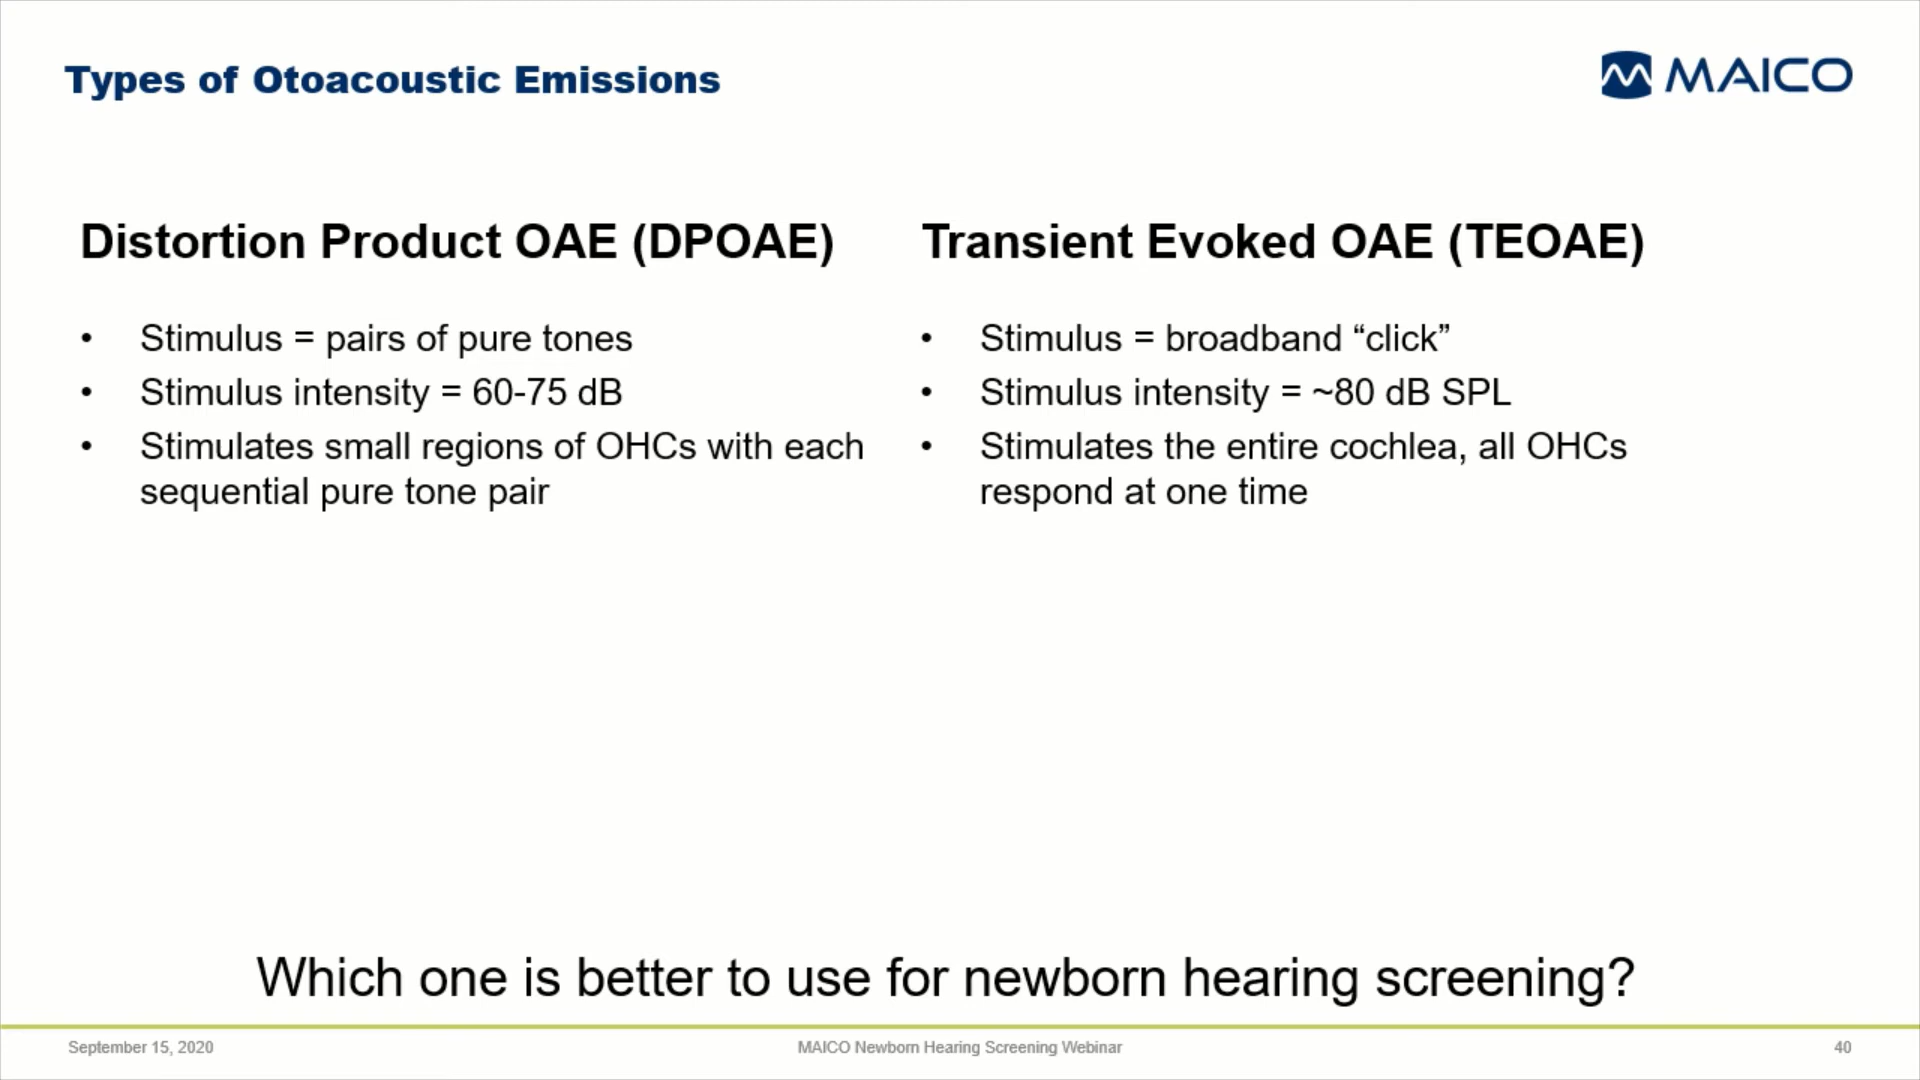 Types of Otoacoustic Emissions
MAICO
Distortion Product OAE (DPOAE)
• Stimulus = pairs of pure tones
• Stimulus intensity = 60-75 dB
• Stimulates small regions of OHCs with each
sequential pure tone pair
Transient Evoked OAE (TEOAE)
• Stimulus = broadband “click”
• Stimulus intensity = ~80 dB SPL
• Stimulates the entire cochlea, all OHCs
respond at one time
Which one is better to use for newborn hearing screening?
September 15, 2020
MAICO Newborn Hearing Screening Webinar
40